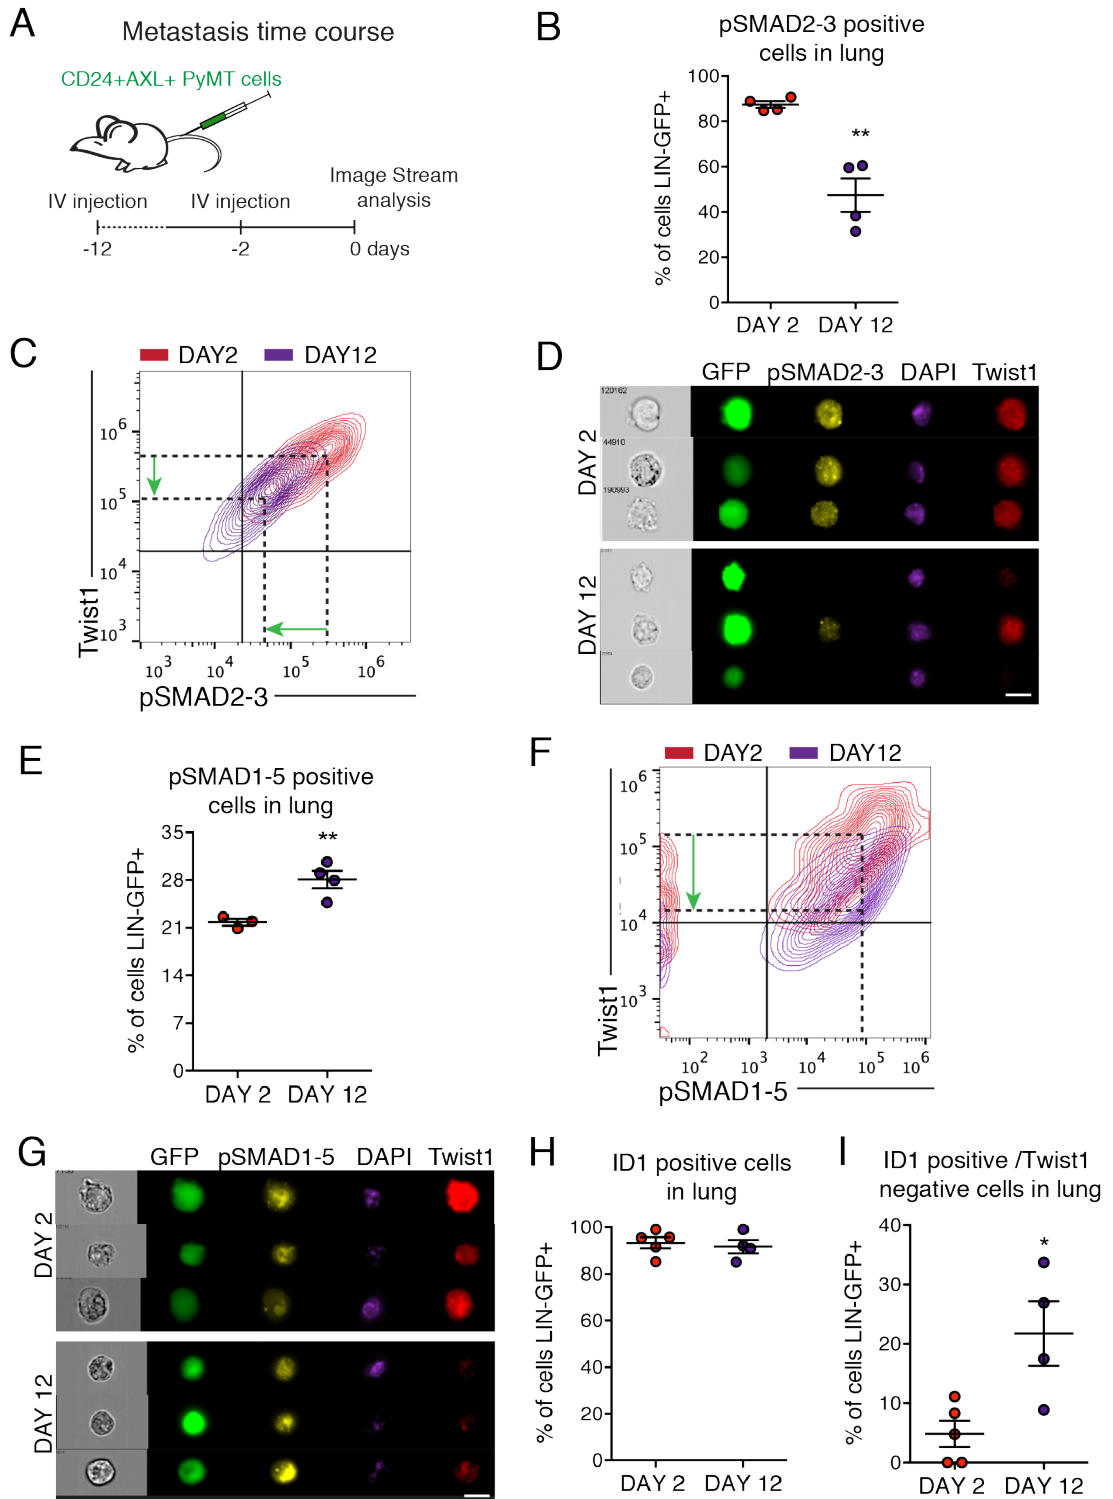 A
Metastasis time course
CD24+AXL+ PyMT cells
IV injection
IV injection
Image Stream
analysis
-12
-2
0 days
B
pSMAD2-3 positive
cells in lung
% of cells LIN-GFP+
100
80
60
40
20
0
**
DAY 2
DAY 12
C
DAY2
DAY12
Twist1
10^6
10^5
10^4
10^3
10^3
10^4
10^5
10^6
pSMAD2-3
D
GFP
pSMAD2-3
DAPI
Twist1
DAY 2
120162
44910
190993
DAY 12
E
pSMAD1-5 positive
cells in lung
% of cells LIN-GFP+
35
28
21
14
7
0
**
DAY 2
DAY 12
F
DAY2
DAY12
Twist1
10^6
10^5
10^4
10^3
10^2
10^3
10^4
10^5
10^6
pSMAD1-5
G
GFP
pSMAD1-5
DAPI
Twist1
DAY 2
DAY 12
H
ID1 positive cells
in lung
% of cells LIN-GFP+
100
80
60
40
20
0
DAY 2
DAY 12
I
ID1 positive /Twist1
negative cells in lung
% of cells LIN-GFP+
40
30
20
10
0
*
DAY 2
DAY 12